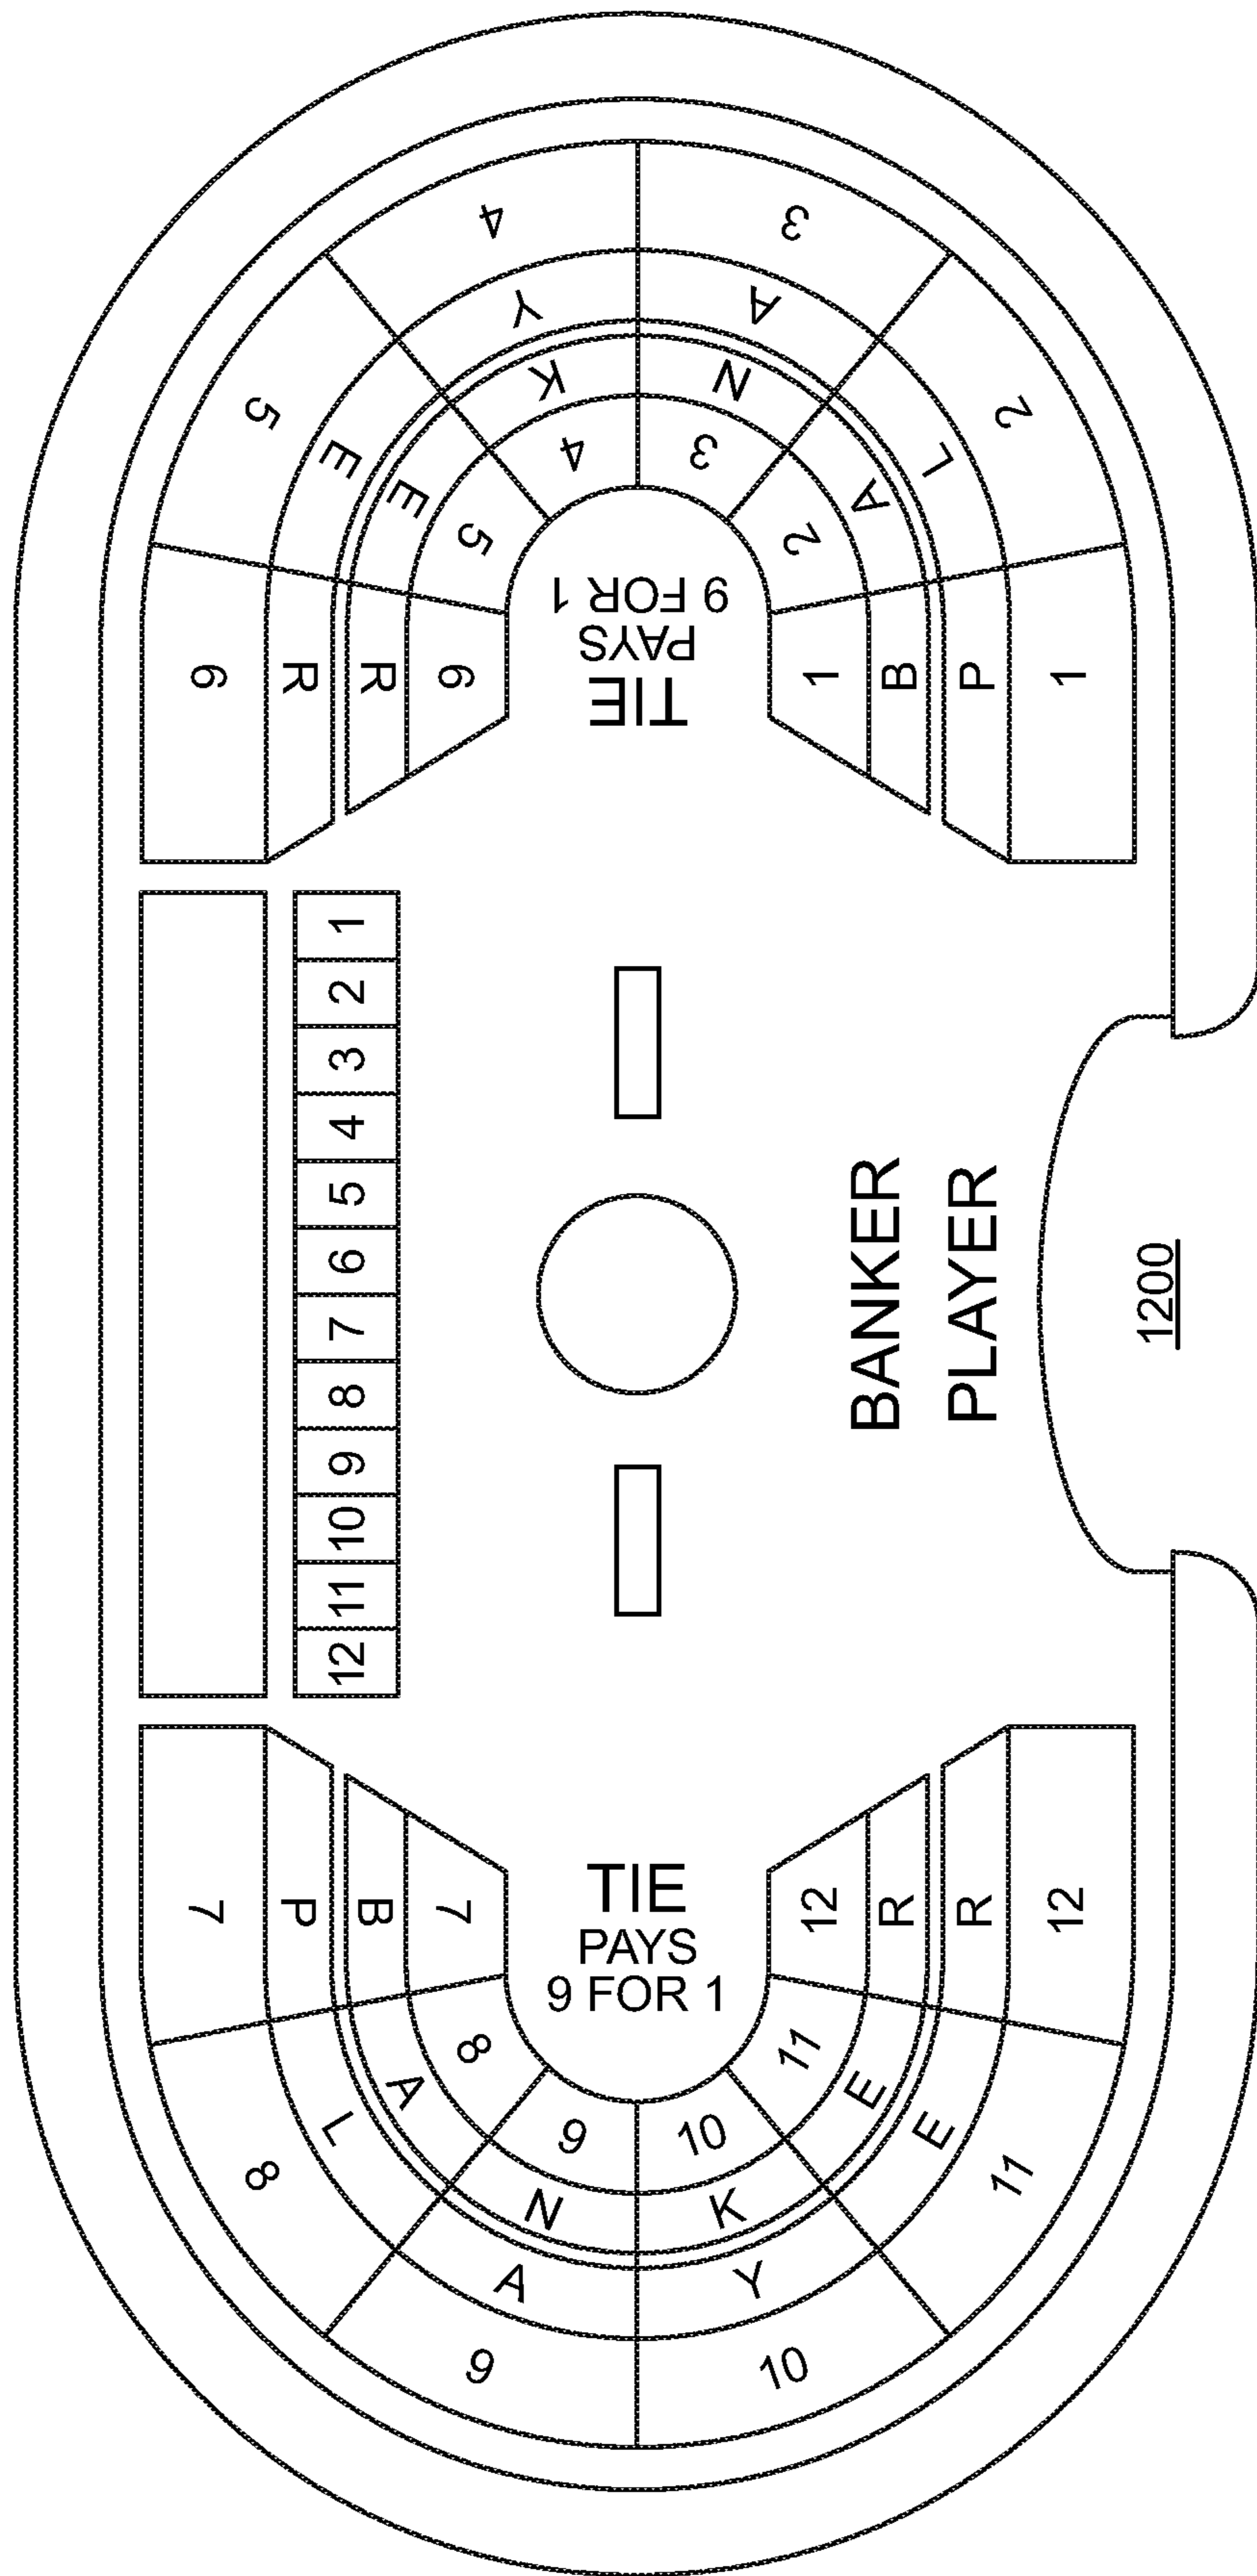 4
3
Y
A
5
2
K
N
E
L
4
3
E
A
5
2
9 FOR 1
PAYS
TIE
6
R
R
6
1
B
P
1
1
2
3
4
5
6
7
8
9
10
11
12
BANKER
PLAYER
1200
7
P
B
7
TIE
PAYS
9 FOR 1
12
R
R
12
8
11
A
E
L
E
8
9
10
11
N
K
A
Y
9
10